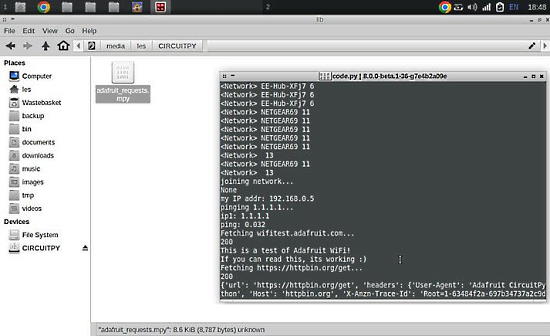 1
2
EN
18:48
lib
File Edit View Go Help
media
les
CIRCUITPY
Places
Computer
les
Wastebasket
backup
bin
documents
downloads
music
images
tmp
videos
Devices
File System
CIRCUITPY
adafruit_requests.
mpy
code.py | 8.0.0-beta.1-36-g7e4b2a09e
<Network> EE-Hub-XFj7 6
<Network> EE-Hub-XFj7 6
<Network> EE-Hub-XFj7 6
<Network> NETGEAR69 11
<Network> NETGEAR69 11
<Network> NETGEAR69 11
<Network> NETGEAR69 11
<Network> NETGEAR69 11
<Network>  13
<Network> NETGEAR69 11
<Network>  13
joining network...
None
my IP addr: 192.168.0.5
pinging 1.1.1.1...
ip1: 1.1.1.1
ping: 0.032
Fetching wifitest.adafruit.com...
200
This is a test of Adafruit WiFi!
If you can read this, its working :)
Fetching https://httpbin.org/get...
200
{'url': 'https://httpbin.org/get', 'headers': {'User-Agent': 'Adafruit CircuitPy
thon', 'Host': 'httpbin.org', 'X-Amzn-Trace-Id': 'Root=1-63484f2a-697b34737a2c9d
"adafruit_requests.mpy": 8.6 KiB (8,787 bytes) unknown